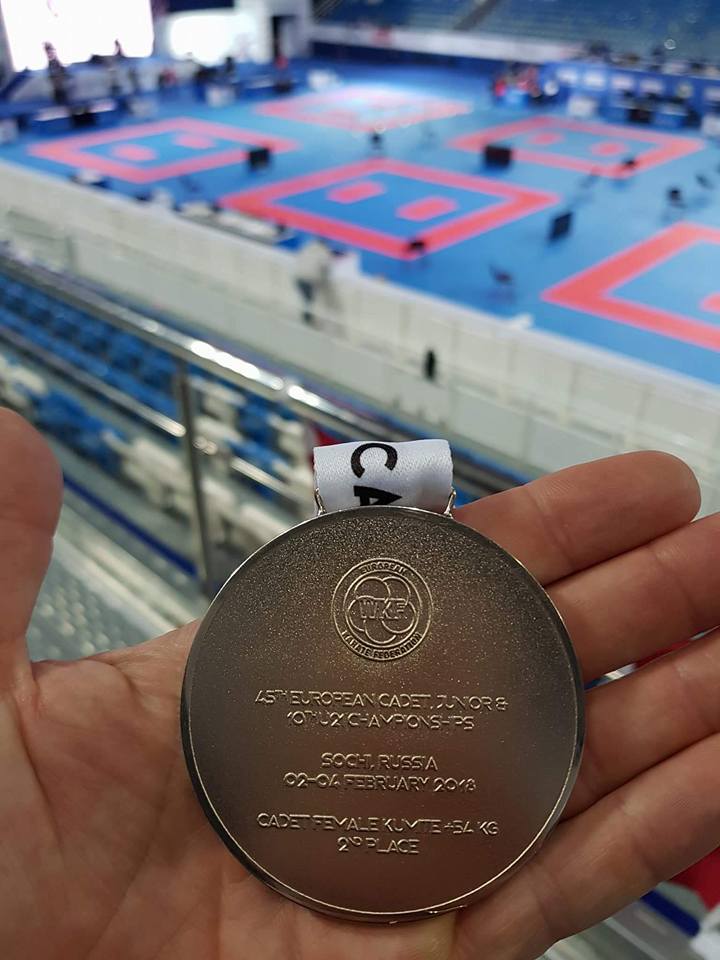 CA
EUROPEAN
WKF
KARATE FEDERATION
45TH EUROPEAN CADET, JUNIOR &
10TH U21 CHAMPIONSHIPS
SOCHI, RUSSIA
02-04 FEBRUARY 2018
CADET FEMALE KUMITE +54 KG
2ND PLACE